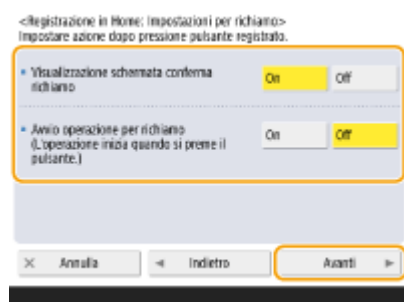 <Registrazione in Home: Impostazioni per richiamo>
Impostare azione dopo pressione pulsante registrato.
Visualizzazione schermata conferma
richiamo
On Off
Avvio operazione per richiamo
(L'operazione inizia quando si preme il
pulsante.)
On Off
× Annulla ◄ Indietro Avanti ►